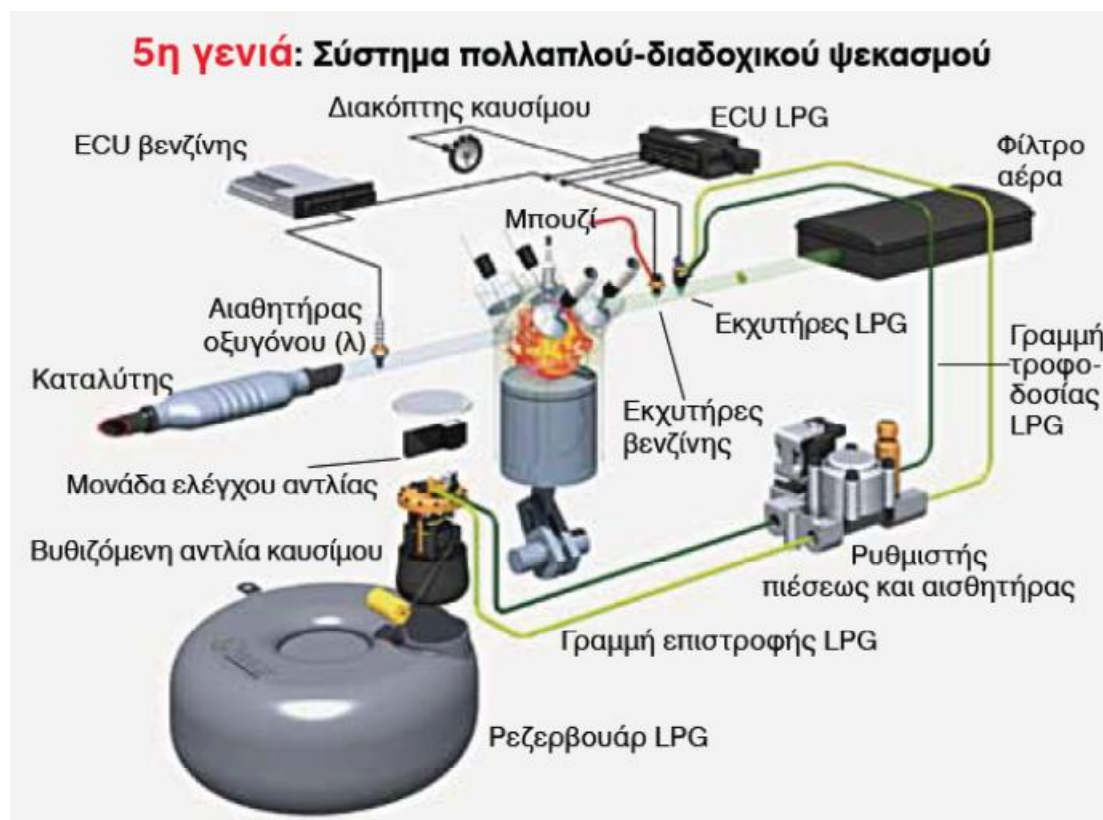 5η γενιά: Σύστημα πολλαπλού-διαδοχικού ψεκασμού
Διακόπτης καυσίμου
ECU LPG
ECU βενζίνης
Φίλτρο
αέρα
Μπουζί
Αιαθητήρας
οξυγόνου (λ)
Εκχυτήρες LPG
Καταλύτης
Γραμμή
τροφο-
δοσίας
LPG
Εκχυτήρες
βενζίνης
Μονάδα ελέγχου αντλίας
Βυθιζόμενη αντλία καυσίμου
Ρυθμιστής
πιέσεως και αισθητήρας
Γραμμή επιστροφής LPG
Ρεζερβουάρ LPG